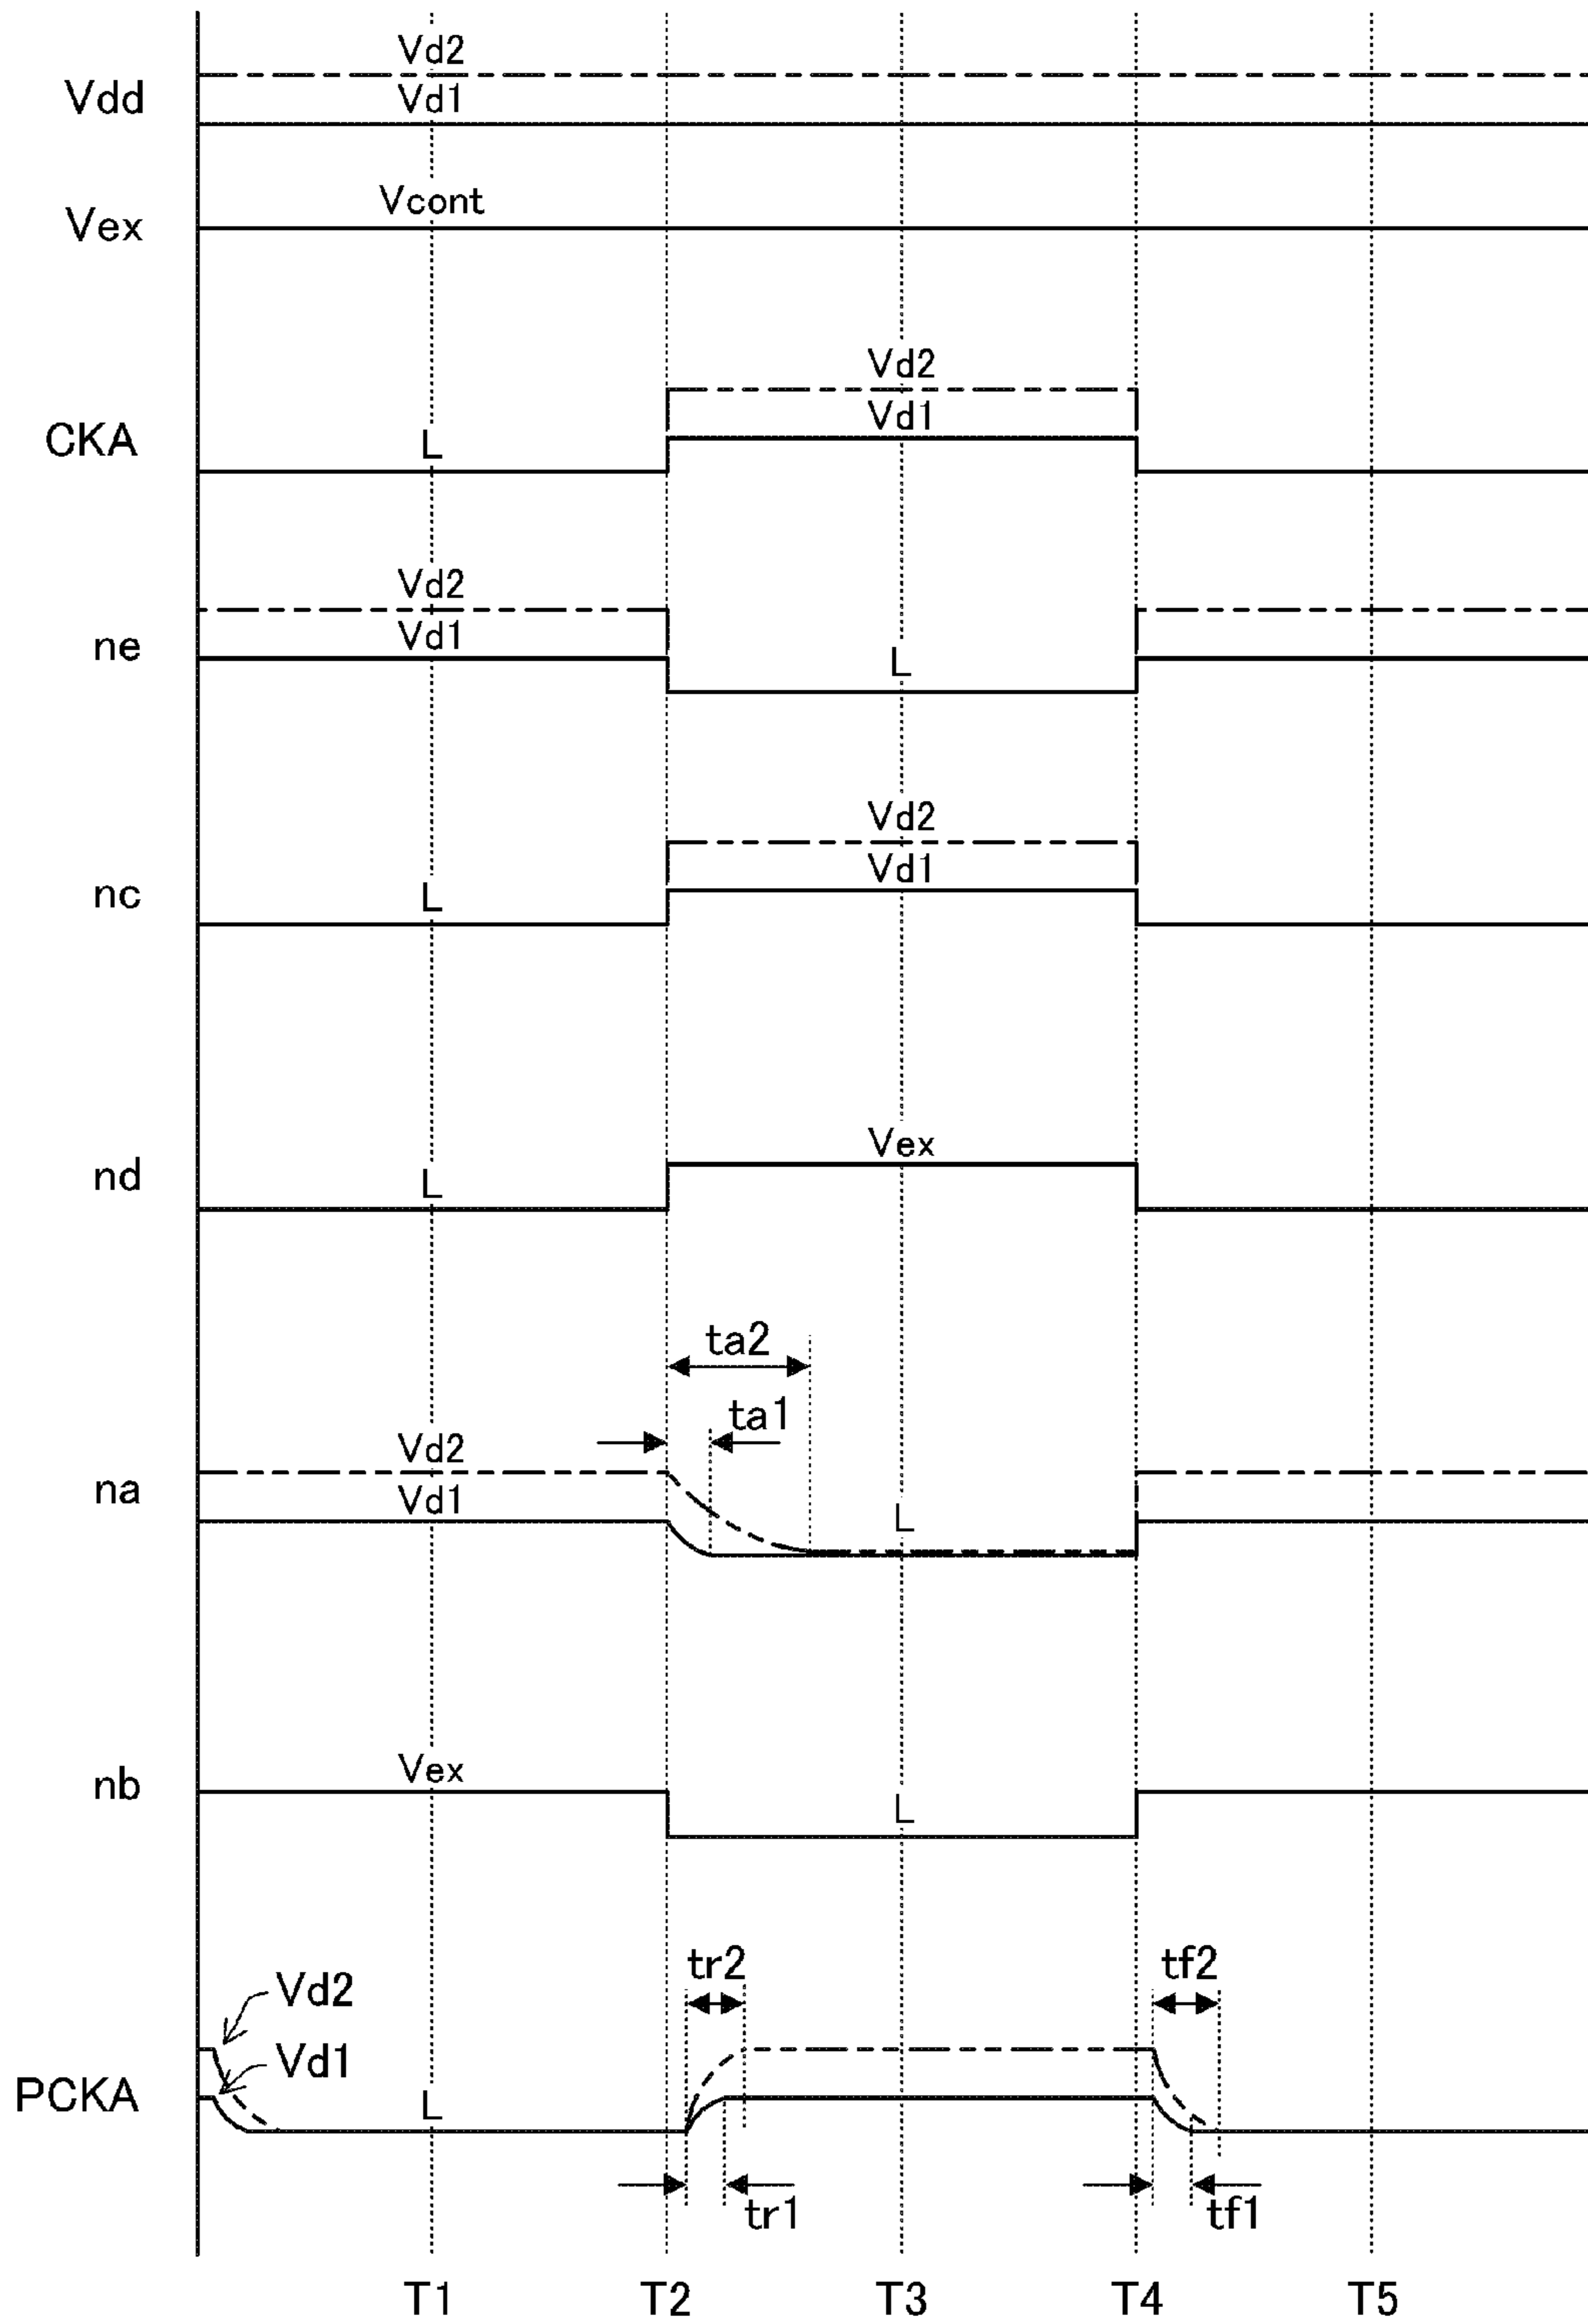 Vd2
Vdd
Vd1
Vcont
Vex
Vd2
Vd1
CKA
L
Vd2
Vd1
ne
L
Vd2
Vd1
nc
L
Vex
nd
L
ta2
ta1
Vd2
na
Vd1
L
Vex
nb
L
tr2
tf2
Vd2
Vd1
PCKA
L
tr1
tf1
T1 T2 T3 T4 T5